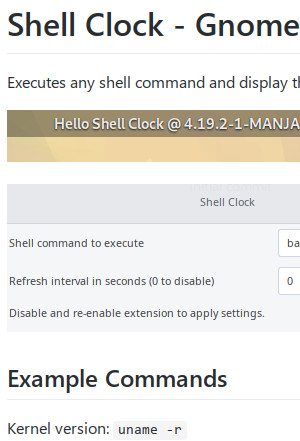 Shell Clock - Gnome
Executes any shell command and display th
Hello Shell Clock @ 4.19.2-1-MANJA
Shell Clock
Shell command to execute
ba
Refresh interval in seconds (0 to disable)
0
Disable and re-enable extension to apply settings.
Example Commands
Kernel version: uname -r